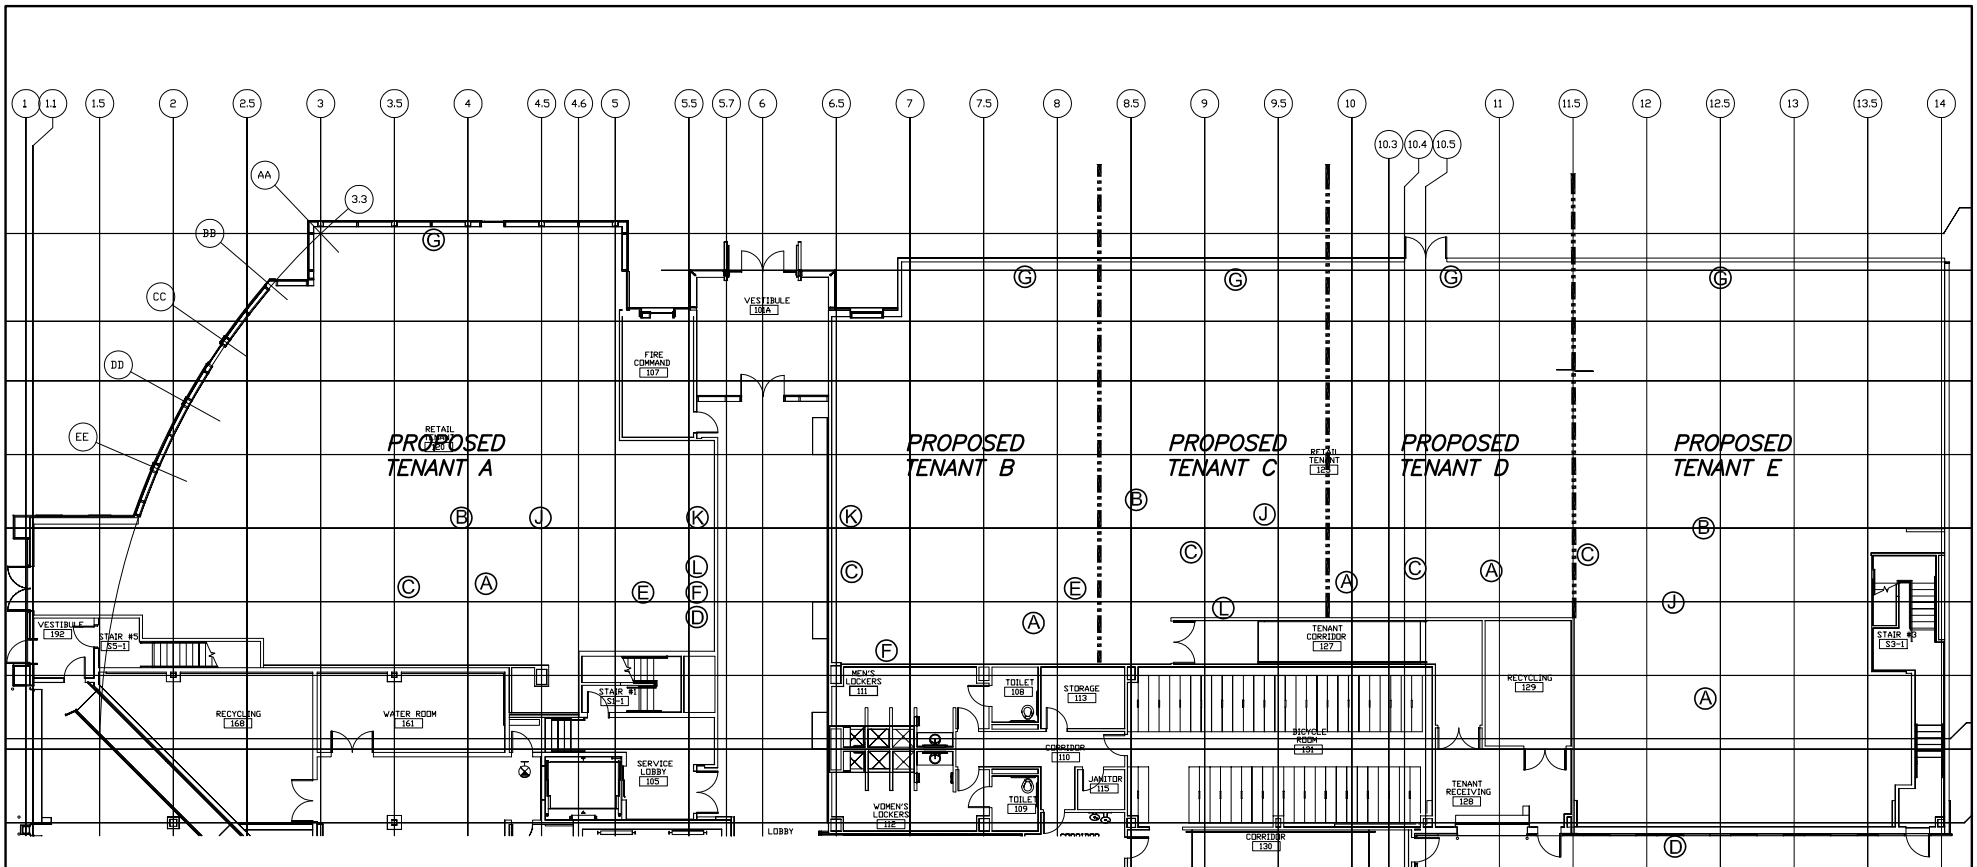 1 1.1 1.5 2 2.5 3 3.5 4 4.5 4.6 5 5.5 5.7 6 6.5 7 7.5 8 8.5 9 9.5 10 11 11.5 12 12.5 13 13.5 14
10.3 10.4 10.5
AA
3.3
BB
G
G G G G
CC
VESTIBULE
101A
DD
FIRE
COMMAND
107
EE
RETAIL
PROPOSED
TENANT A
PROPOSED
TENANT B
PROPOSED
TENANT C
RETAIL
TENANT
125
PROPOSED
TENANT D
PROPOSED
TENANT E
B J K K B J B
C A E L F D C E A F C L A C A C J A
VESTIBULE
192
STAIR #5
S5-1
TENANT
CORRIDOR
127
STAIR #3
S3-1
MEN'S
LOCKERS
111
TOILET
108
STORAGE
113
RECYCLING
129
STAIR #1
S1-1
RECYCLING
168
WATER ROOM
161
BICYCLE
ROOM
191
CORRIDOR
110
SERVICE
LOBBY
105
JANITOR
115
TENANT
RECEIVING
128
WOMEN'S
LOCKERS
112
TOILET
109
LOBBY
CORRIDOR
CORRIDOR
130
D